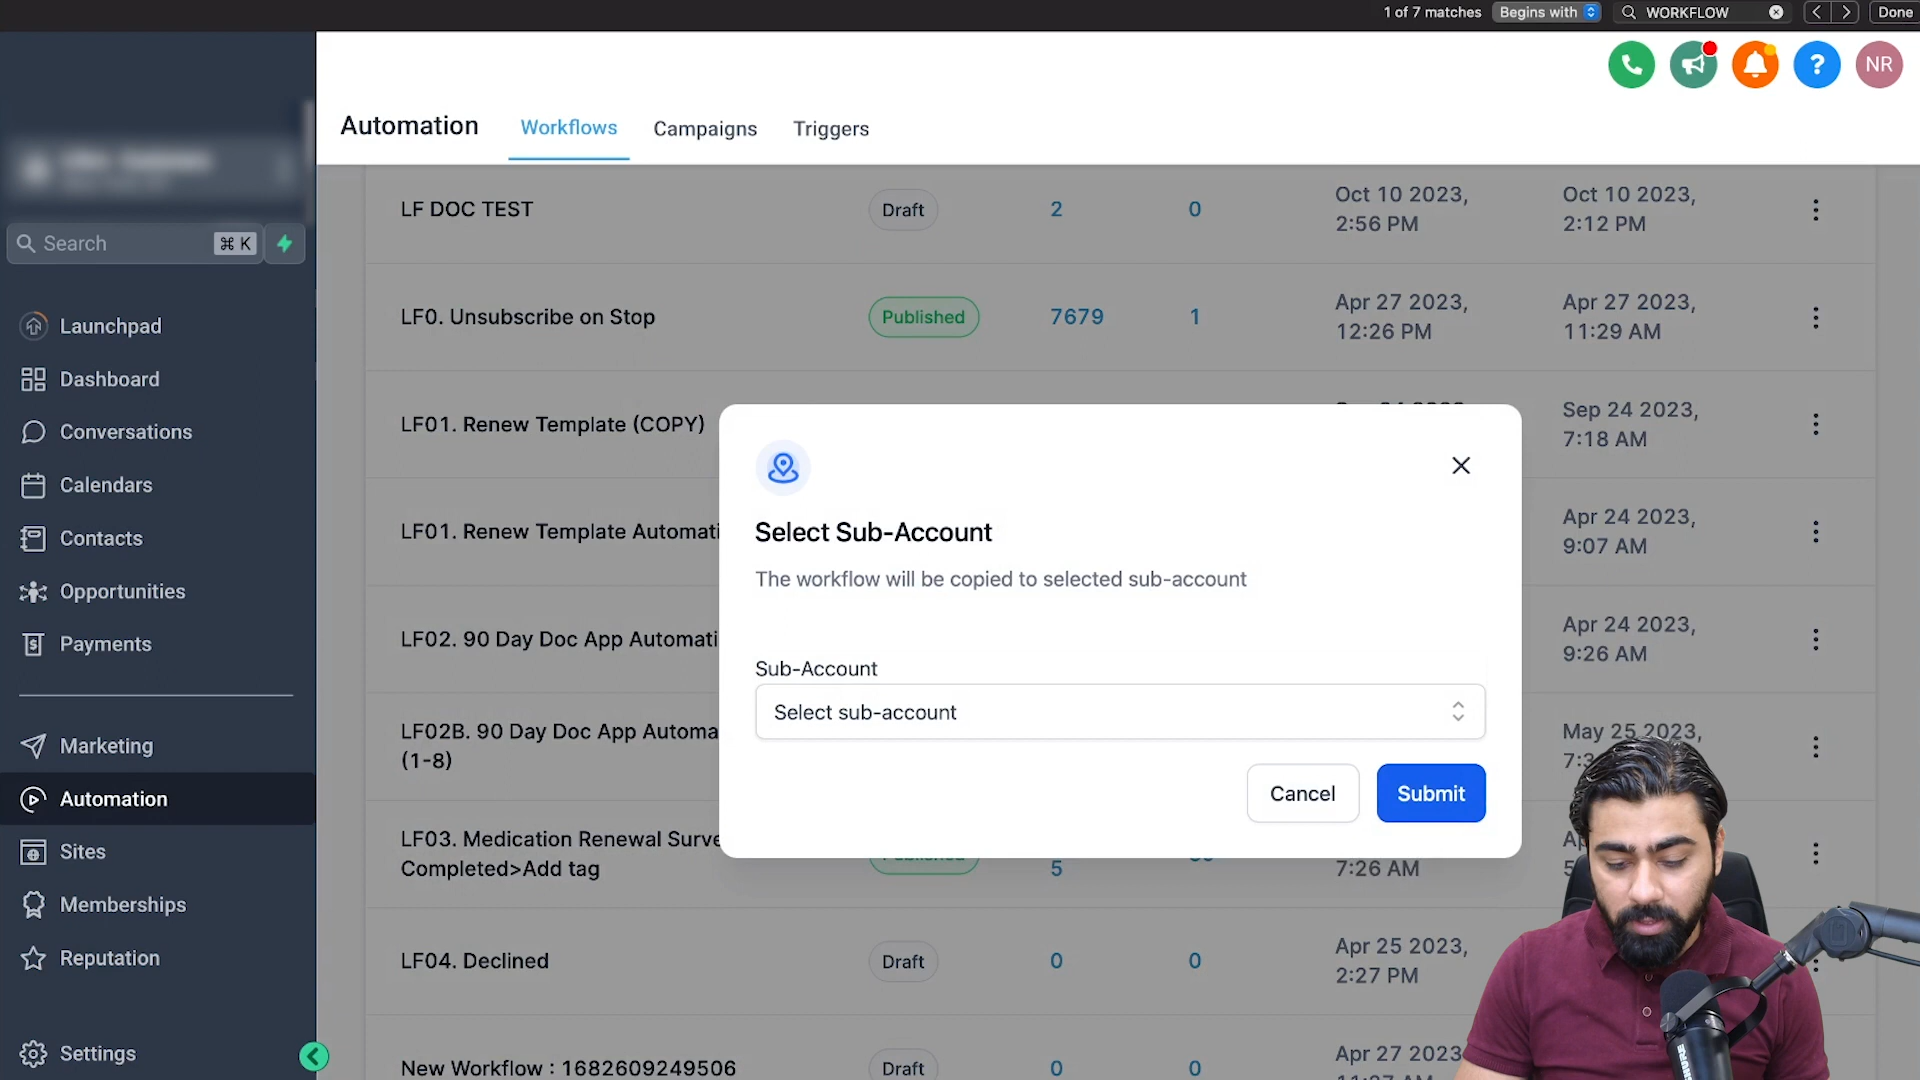 1 of 7 matches
Begins with
WORKFLOW
Done
NR
Automation
Workflows
Campaigns
Triggers
Search
⌘ K
Launchpad
Dashboard
Conversations
Calendars
Contacts
Opportunities
Payments
Marketing
Automation
Sites
Memberships
Reputation
Settings
LF DOC TEST
Draft
2
0
Oct 10 2023,
2:56 PM
Oct 10 2023,
2:12 PM
LF0. Unsubscribe on Stop
Published
7679
1
Apr 27 2023,
12:26 PM
Apr 27 2023,
11:29 AM
LF01. Renew Template (COPY)
Sep 24 2023,
7:18 AM
LF01. Renew Template Automati
Apr 24 2023,
9:07 AM
LF02. 90 Day Doc App Automati
Apr 24 2023,
9:26 AM
LF02B. 90 Day Doc App Automa
(1-8)
May 25 2023,
LF03. Medication Renewal Surve
Completed>Add tag
5
7:26 AM
LF04. Declined
Draft
0
0
Apr 25 2023,
2:27 PM
New Workflow : 1682609249506
Draft
0
0
Apr 27 2023
Select Sub-Account
The workflow will be copied to selected sub-account
Sub-Account
Select sub-account
Cancel
Submit
SHURE